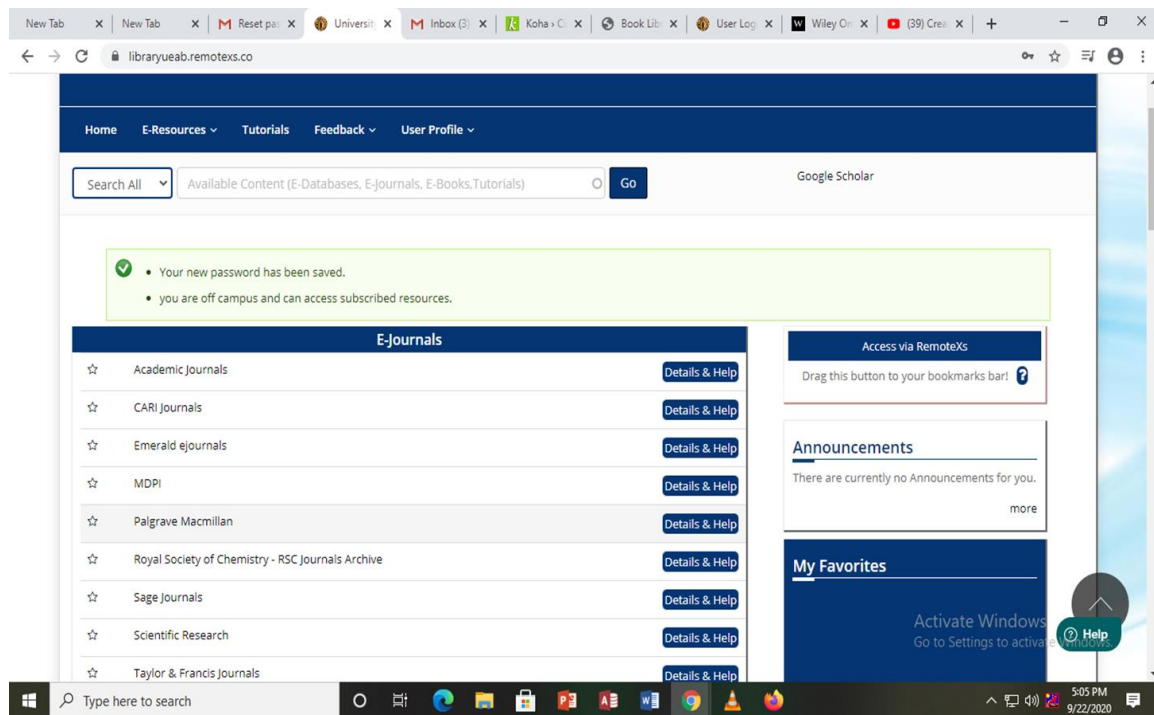 New Tab New Tab Reset pas Universit Inbox (3) Koha › C Book Lib User Log Wiley On (39) Crea
libraryueab.remotexs.co
Home E-Resources Tutorials Feedback User Profile
Search All Available Content (E-Databases, E-Journals, E-Books,Tutorials) Go Google Scholar
Your new password has been saved.
you are off campus and can access subscribed resources.
E-Journals
Academic Journals Details & Help
CARI Journals Details & Help
Emerald ejournals Details & Help
MDPI Details & Help
Palgrave Macmillan Details & Help
Royal Society of Chemistry - RSC Journals Archive Details & Help
Sage Journals Details & Help
Scientific Research Details & Help
Taylor & Francis Journals Details & Help
Access via RemoteXs
Drag this button to your bookmarks bar!
Announcements
There are currently no Announcements for you.
more
My Favorites
Activate Windows
Go to Settings to activate Windows.
Help
Type here to search
5:05 PM
9/22/2020